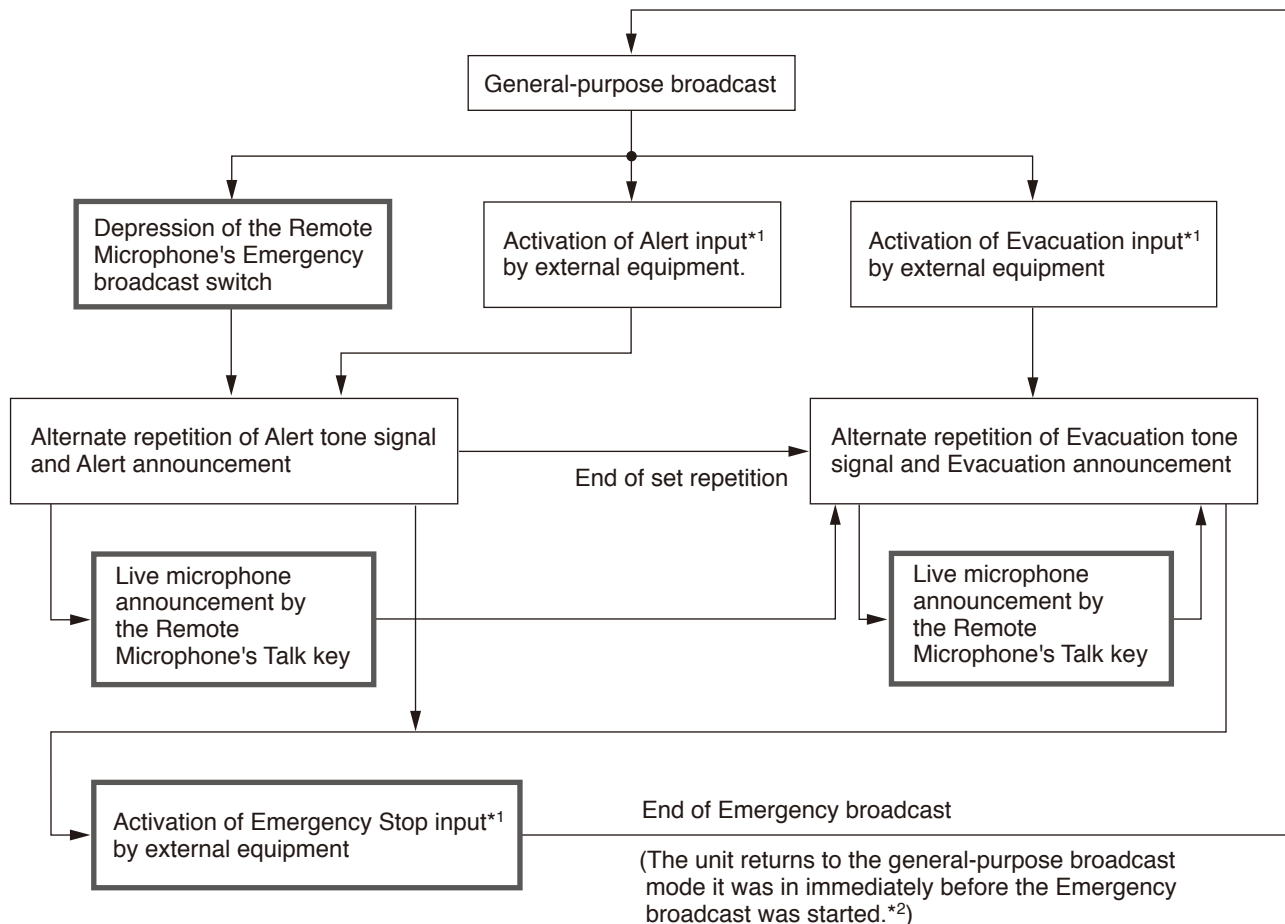 General-purpose broadcast
Depression of the Remote
Microphone's Emergency
broadcast switch
Activation of Alert input*1
by external equipment.
Activation of Evacuation input*1
by external equipment
Alternate repetition of Alert tone signal
and Alert announcement
End of set repetition
Alternate repetition of Evacuation tone
signal and Evacuation announcement
Live microphone
announcement by
the Remote
Microphone's Talk key
Live microphone
announcement by
the Remote
Microphone's Talk key
Activation of Emergency Stop input*1
by external equipment
End of Emergency broadcast
(The unit returns to the general-purpose broadcast
mode it was in immediately before the Emergency
broadcast was started.*2)